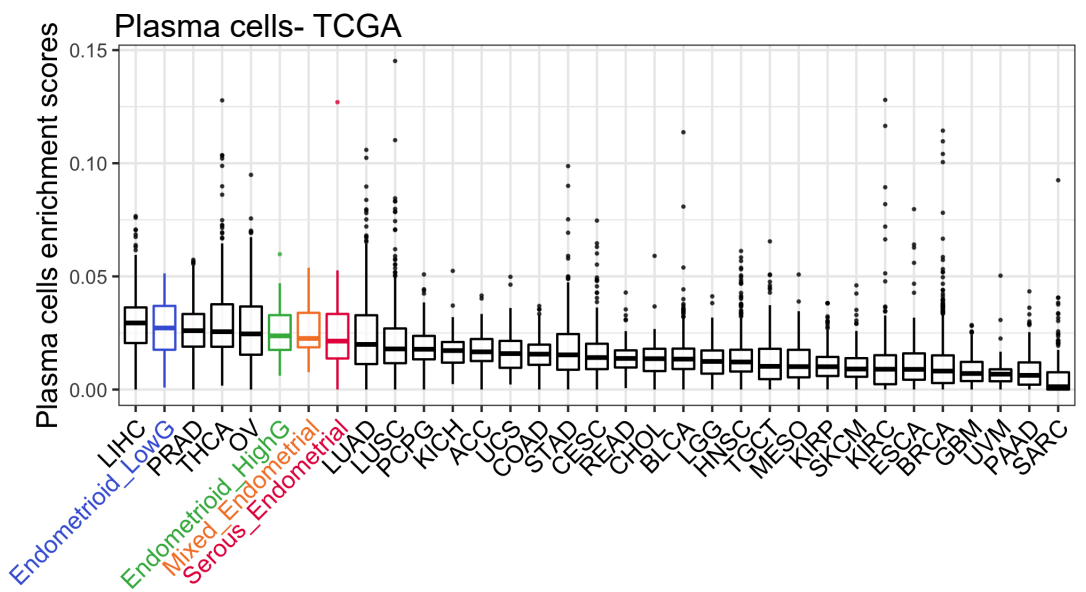 Plasma cells- TCGA
Plasma cells enrichment scores
0.15
0.10
0.05
0.00
LIHC
Endometrioid_LowG
PRAD
THCA
OV
Endometrioid_HighG
Mixed_Endometrial
Serous_Endometrial
LUAD
LUSC
PCPG
KICH
ACC
UCS
COAD
STAD
CESC
READ
CHOL
BLCA
LGG
HNSC
TGCT
MESO
KIRP
SKCM
KIRC
ESCA
BRCA
GBM
UVM
PAAD
SARC